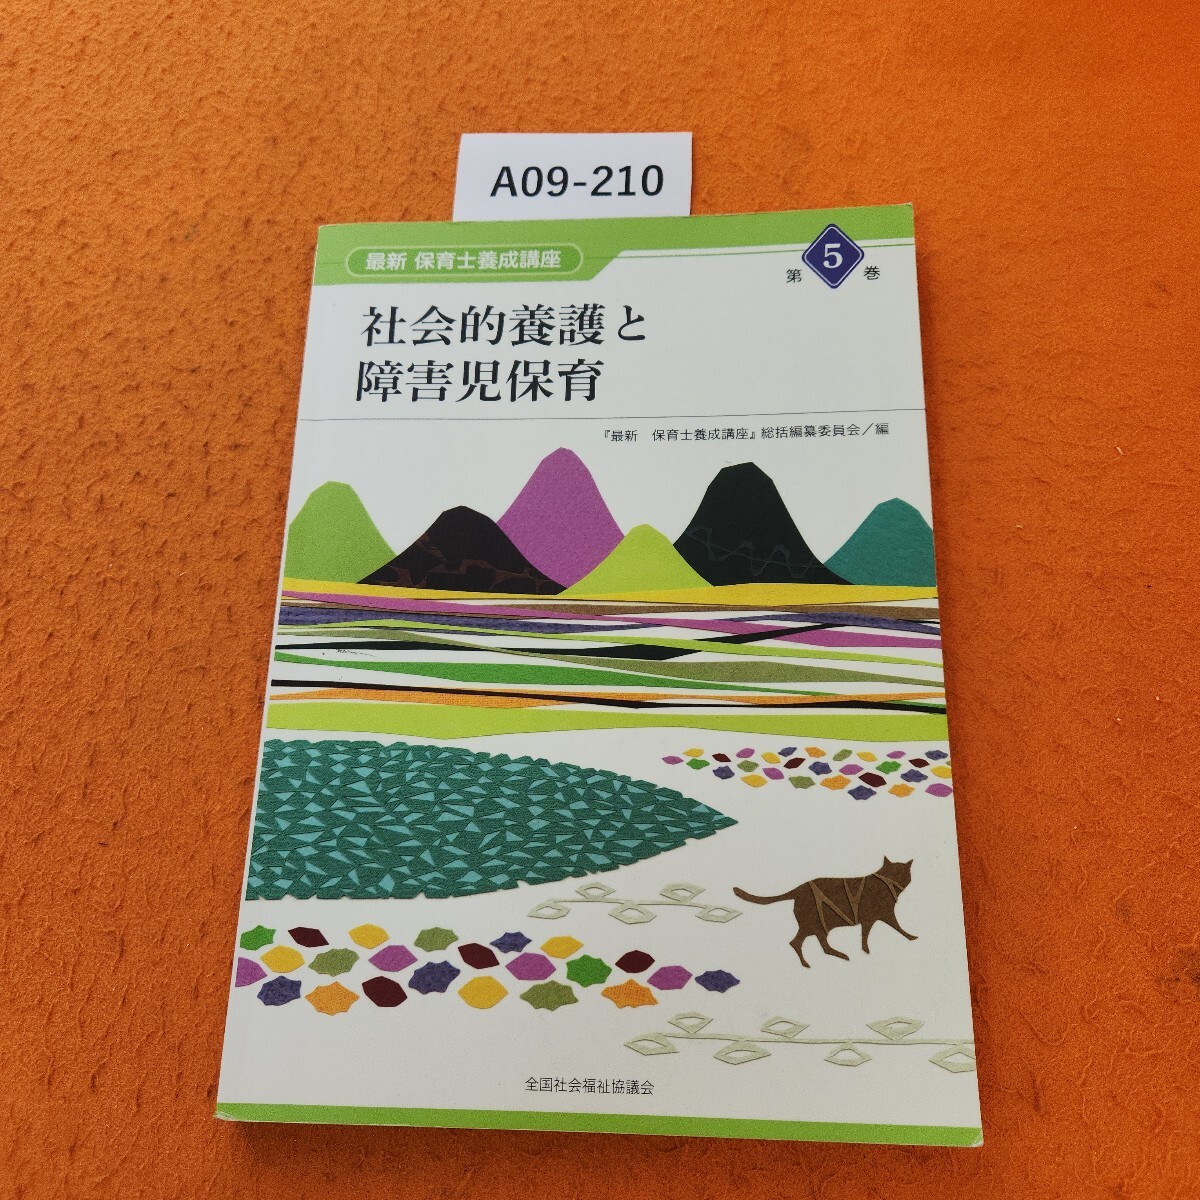 A09-210
最新 保育士養成講座
第 5 巻
社会的養護と
障害児保育
『最新　保育士養成講座』総括編纂委員会／編
全国社会福祉協議会